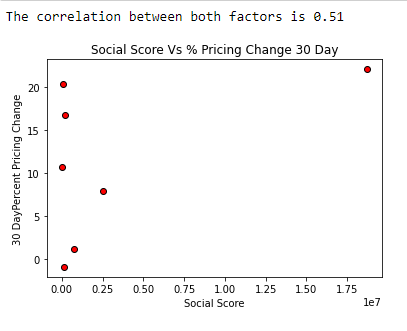 The correlation between both factors is 0.51
Social Score Vs % Pricing Change 30 Day
30 DayPercent Pricing Change
20
15
10
5
0
0.00 0.25 0.50 0.75 1.00 1.25 1.50 1.75
1e7
Social Score